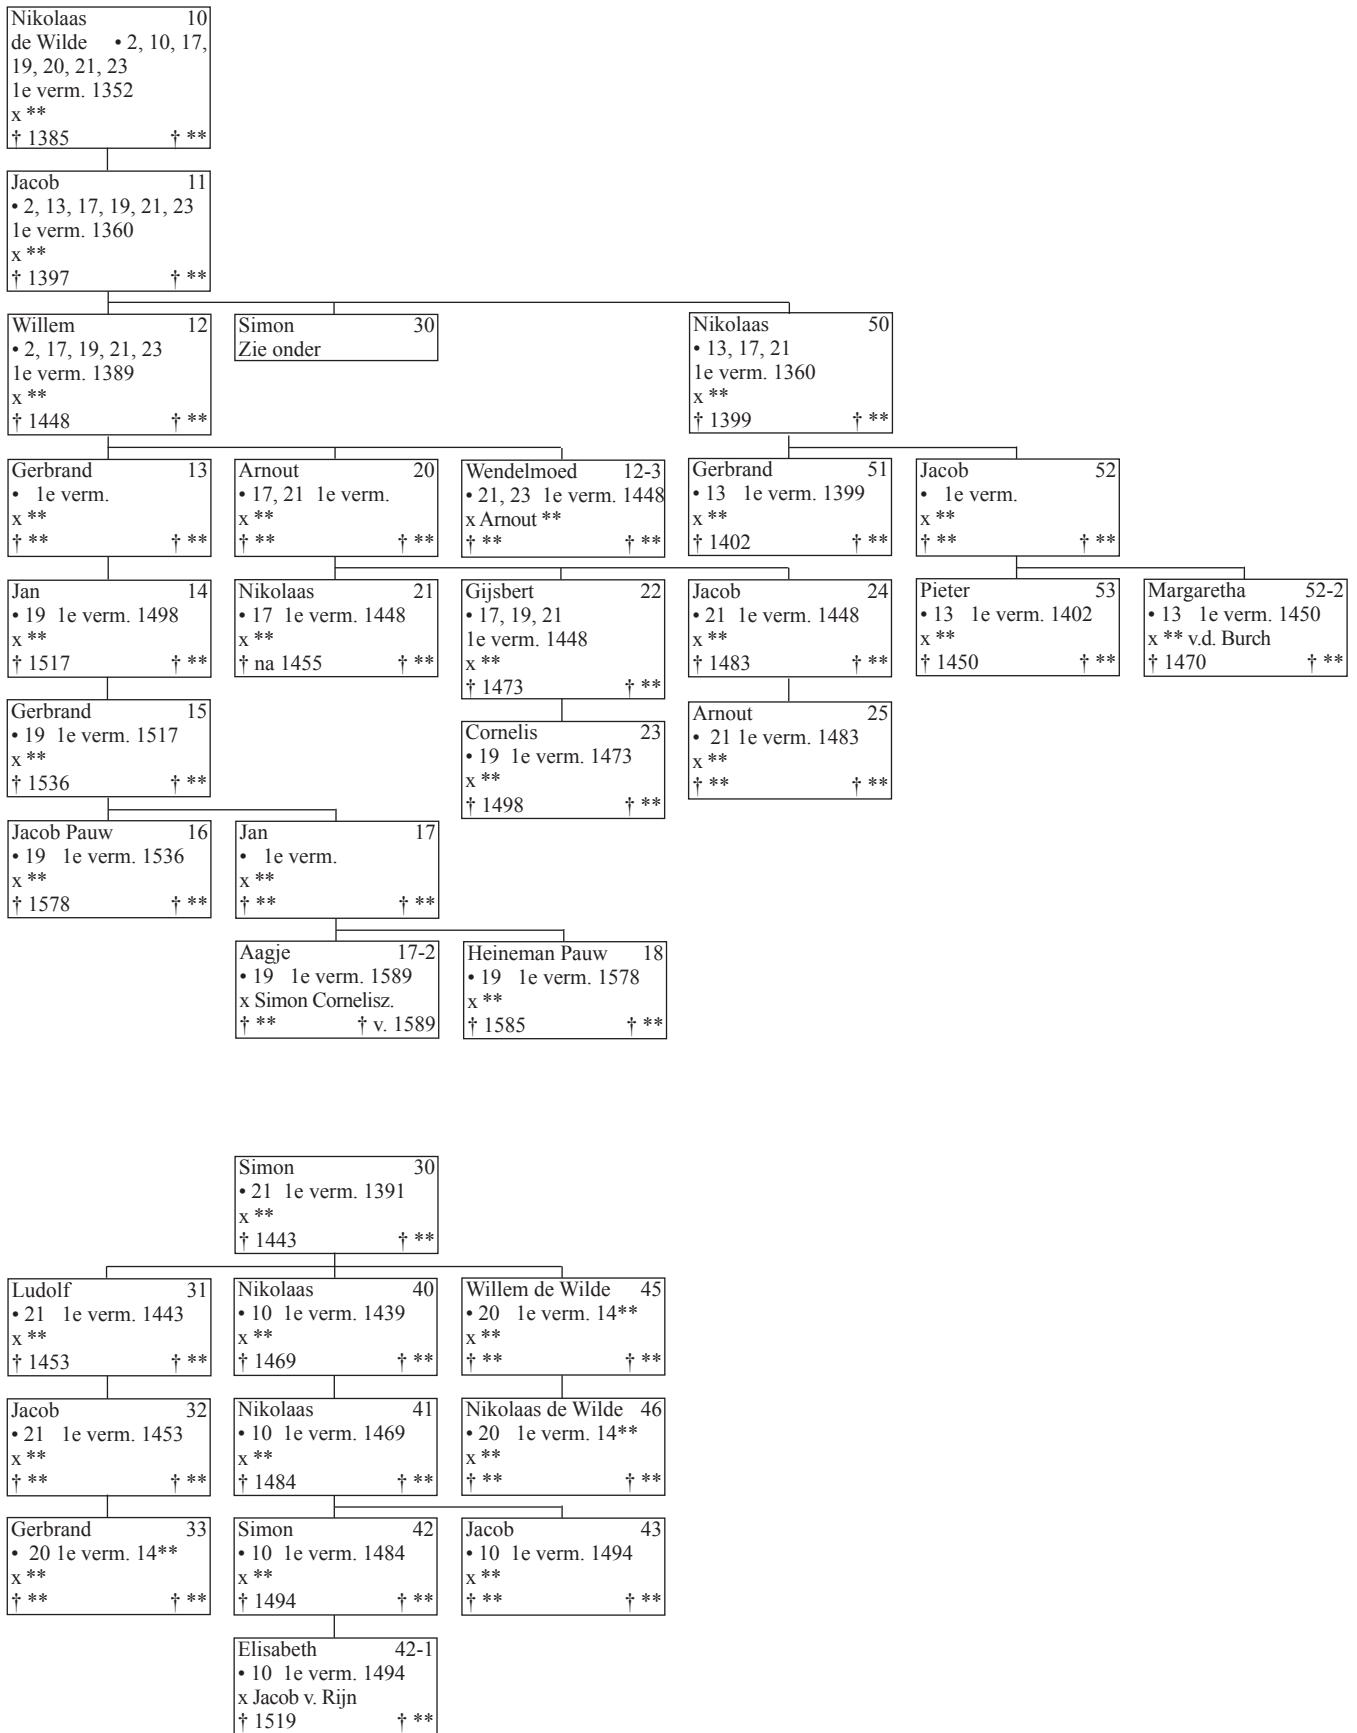 Nikolaas 10
de Wilde • 2, 10, 17,
19, 20, 21, 23
1e verm. 1352
x **
† 1385 † **
Jacob 11
• 2, 13, 17, 19, 21, 23
1e verm. 1360
x **
† 1397 † **
Willem 12
• 2, 17, 19, 21, 23
1e verm. 1389
x **
† 1448 † **
Simon 30
Zie onder
Nikolaas 50
• 13, 17, 21
1e verm. 1360
x **
† 1399 † **
Gerbrand 13
• 1e verm.
x **
† ** † **
Arnout 20
• 17, 21 1e verm.
x **
† ** † **
Wendelmoed 12-3
• 21, 23 1e verm. 1448
x Arnout **
† ** † **
Gerbrand 51
• 13 1e verm. 1399
x **
† 1402 † **
Jacob 52
• 1e verm.
x **
† ** † **
Jan 14
• 19 1e verm. 1498
x **
† 1517 † **
Nikolaas 21
• 17 1e verm. 1448
x **
† na 1455 † **
Gijsbert 22
• 17, 19, 21
1e verm. 1448
x **
† 1473 † **
Jacob 24
• 21 1e verm. 1448
x **
† 1483 † **
Pieter 53
• 13 1e verm. 1402
x **
† 1450 † **
Margaretha 52-2
• 13 1e verm. 1450
x ** v.d. Burch
† 1470 † **
Gerbrand 15
• 19 1e verm. 1517
x **
† 1536 † **
Cornelis 23
• 19 1e verm. 1473
x **
† 1498 † **
Arnout 25
• 21 1e verm. 1483
x **
† ** † **
Jacob Pauw 16
• 19 1e verm. 1536
x **
† 1578 † **
Jan 17
• 1e verm.
x **
† ** † **
Aagje 17-2
• 19 1e verm. 1589
x Simon Cornelisz.
† ** † v. 1589
Heineman Pauw 18
• 19 1e verm. 1578
x **
† 1585 † **
Simon 30
• 21 1e verm. 1391
x **
† 1443 † **
Ludolf 31
• 21 1e verm. 1443
x **
† 1453 † **
Nikolaas 40
• 10 1e verm. 1439
x **
† 1469 † **
Willem de Wilde 45
• 20 1e verm. 14**
x **
† ** † **
Jacob 32
• 21 1e verm. 1453
x **
† ** † **
Nikolaas 41
• 10 1e verm. 1469
x **
† 1484 † **
Nikolaas de Wilde 46
• 20 1e verm. 14**
x **
† ** † **
Gerbrand 33
• 20 1e verm. 14**
x **
† ** † **
Simon 42
• 10 1e verm. 1484
x **
† 1494 † **
Jacob 43
• 10 1e verm. 1494
x **
† ** † **
Elisabeth 42-1
• 10 1e verm. 1494
x Jacob v. Rijn
† 1519 † **